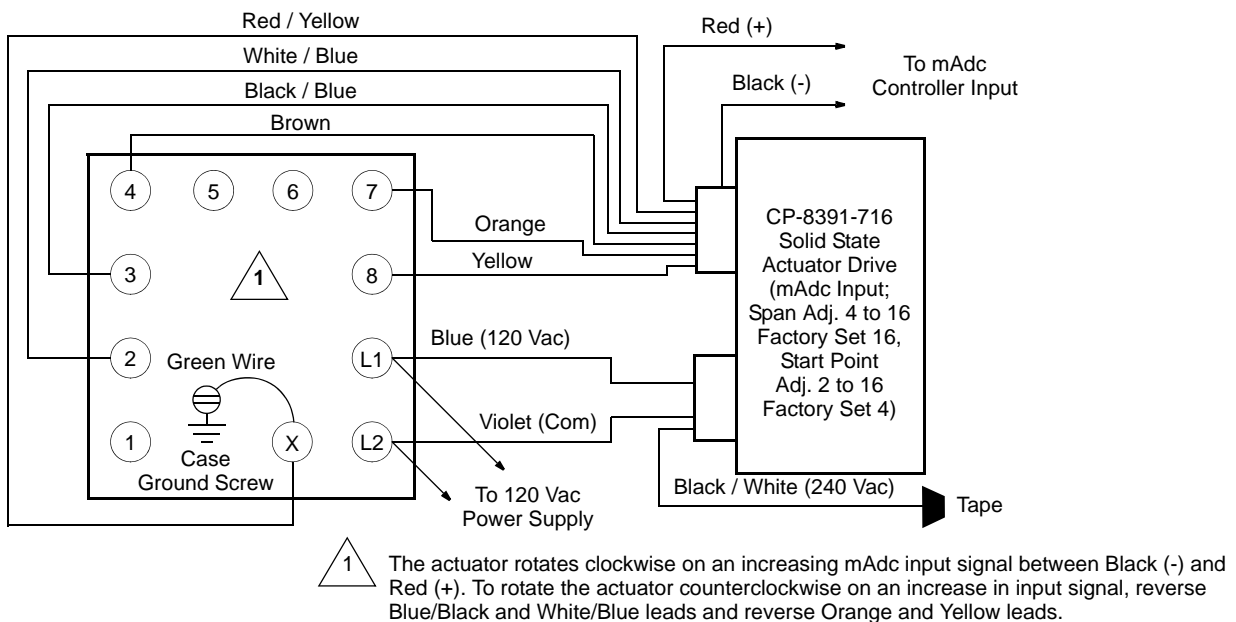 Red / Yellow
White / Blue
Black / Blue
Brown
Red (+)
Black (-)
To mAdc
Controller Input
4
5
6
7
Orange
3
1
8
Yellow
2
Green Wire
L1
Blue (120 Vac)
1
Case
Ground Screw
X
L2
Violet (Com)
To 120 Vac
Power Supply
CP-8391-716
Solid State
Actuator Drive
(mAdc Input;
Span Adj. 4 to 16
Factory Set 16,
Start Point
Adj. 2 to 16
Factory Set 4)
Black / White (240 Vac)
Tape
1
The actuator rotates clockwise on an increasing mAdc input signal between Black (-) and
Red (+). To rotate the actuator counterclockwise on an increase in input signal, reverse
Blue/Black and White/Blue leads and reverse Orange and Yellow leads.